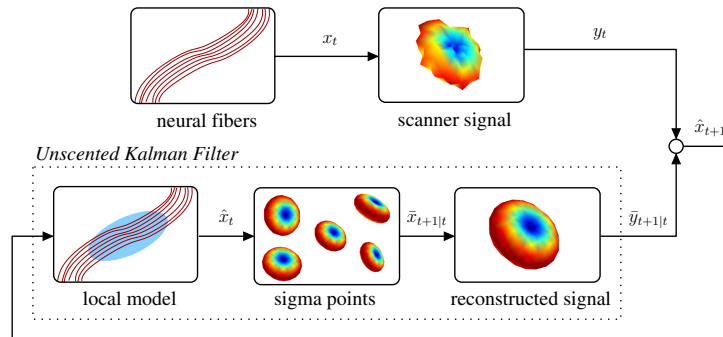 x_t
y_t
neural fibers
scanner signal
x̂_{t+1}
Unscented Kalman Filter
x̂_t
x̄_{t+1|t}
ȳ_{t+1|t}
local model
sigma points
reconstructed signal